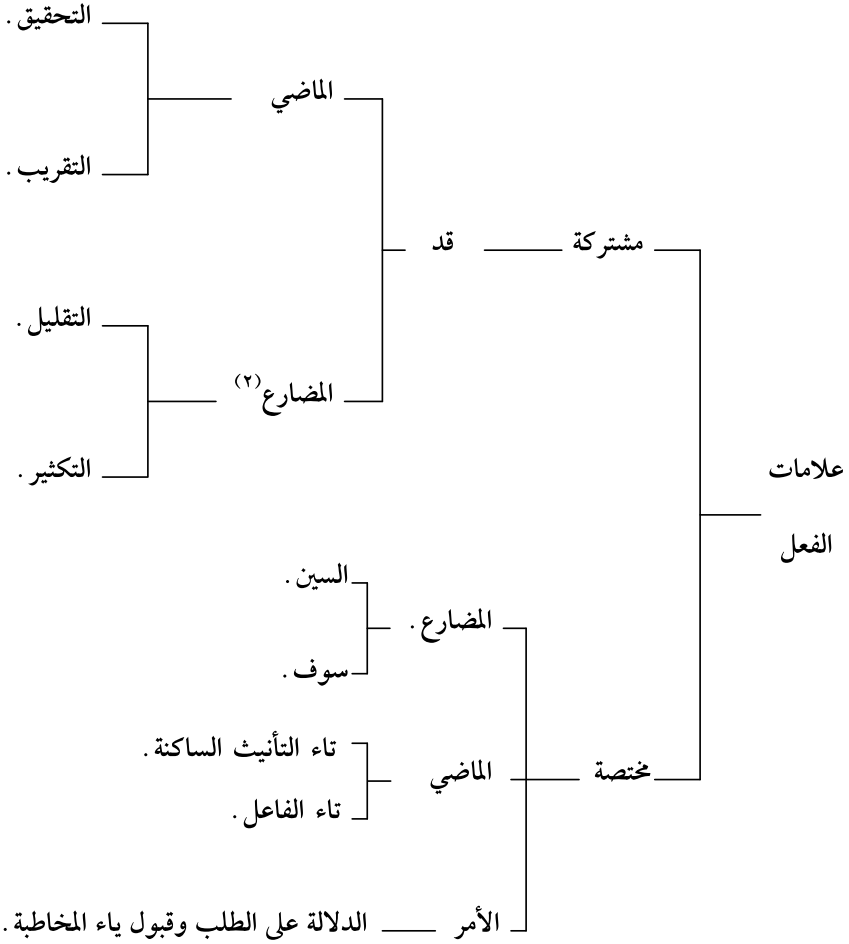 علامات
الفعل
مشتركة
قد
الماضي
التحقيق .
التقريب .
المضارع(٢)
التقليل .
التكثير .
مختصة
المضارع .
السين .
سوف .
الماضي
تاء التأنيث الساكنة .
تاء الفاعل .
الأمر
الدلالة على الطلب وقبول ياء المخاطبة .